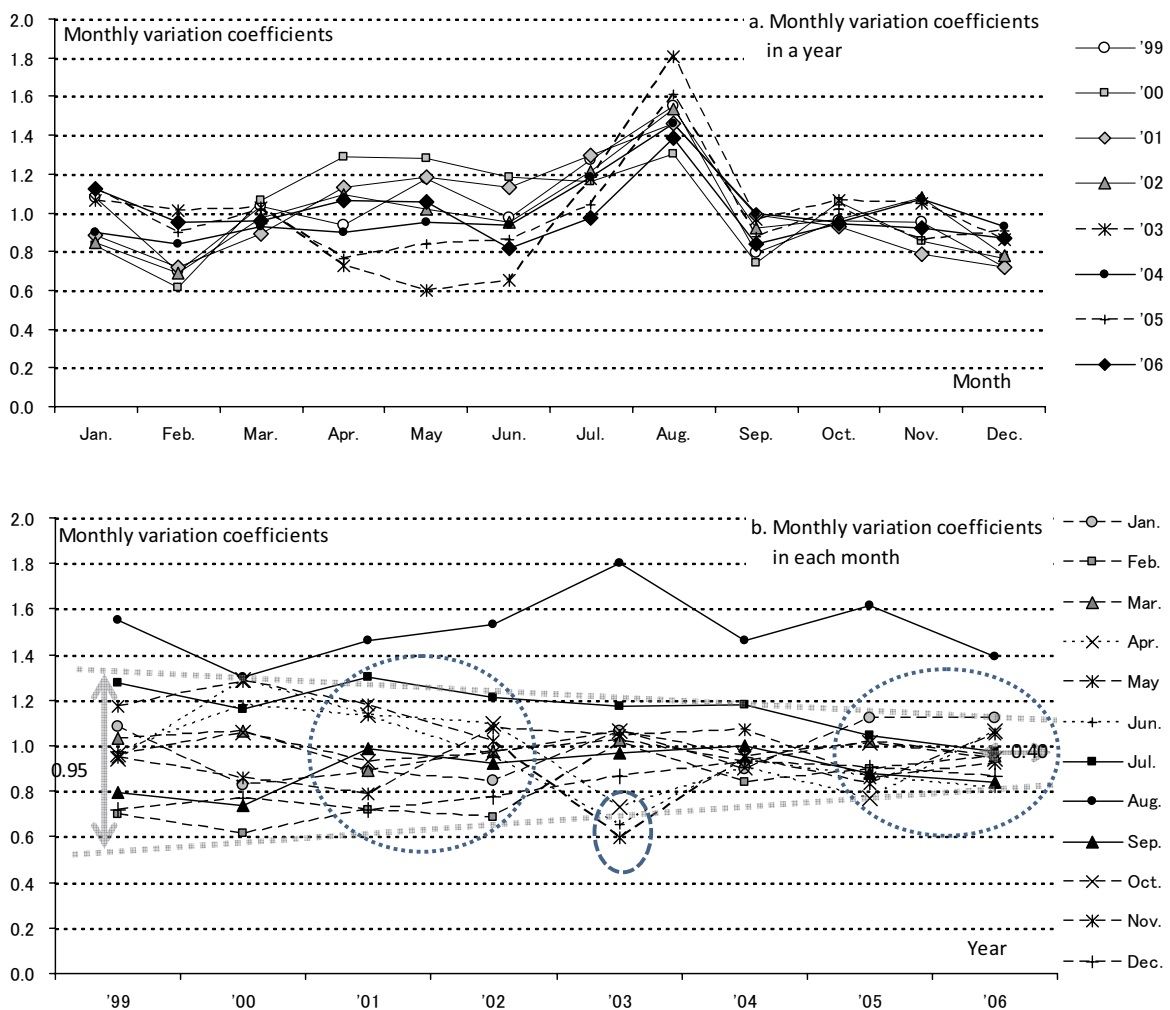 2.0
1.8
1.6
1.4
1.2
1.0
0.8
0.6
0.4
0.2
0.0
Monthly variation coefficients
a. Monthly variation coefficients
in a year
Month
Jan. Feb. Mar. Apr. May Jun. Jul. Aug. Sep. Oct. Nov. Dec.
'99
'00
'01
'02
'03
'04
'05
'06
2.0
1.8
1.6
1.4
1.2
1.0
0.8
0.6
0.4
0.2
0.0
Monthly variation coefficients
b. Monthly variation coefficients
in each month
0.95
0.40
Year
'99 '00 '01 '02 '03 '04 '05 '06
Jan.
Feb.
Mar.
Apr.
May
Jun.
Jul.
Aug.
Sep.
Oct.
Nov.
Dec.